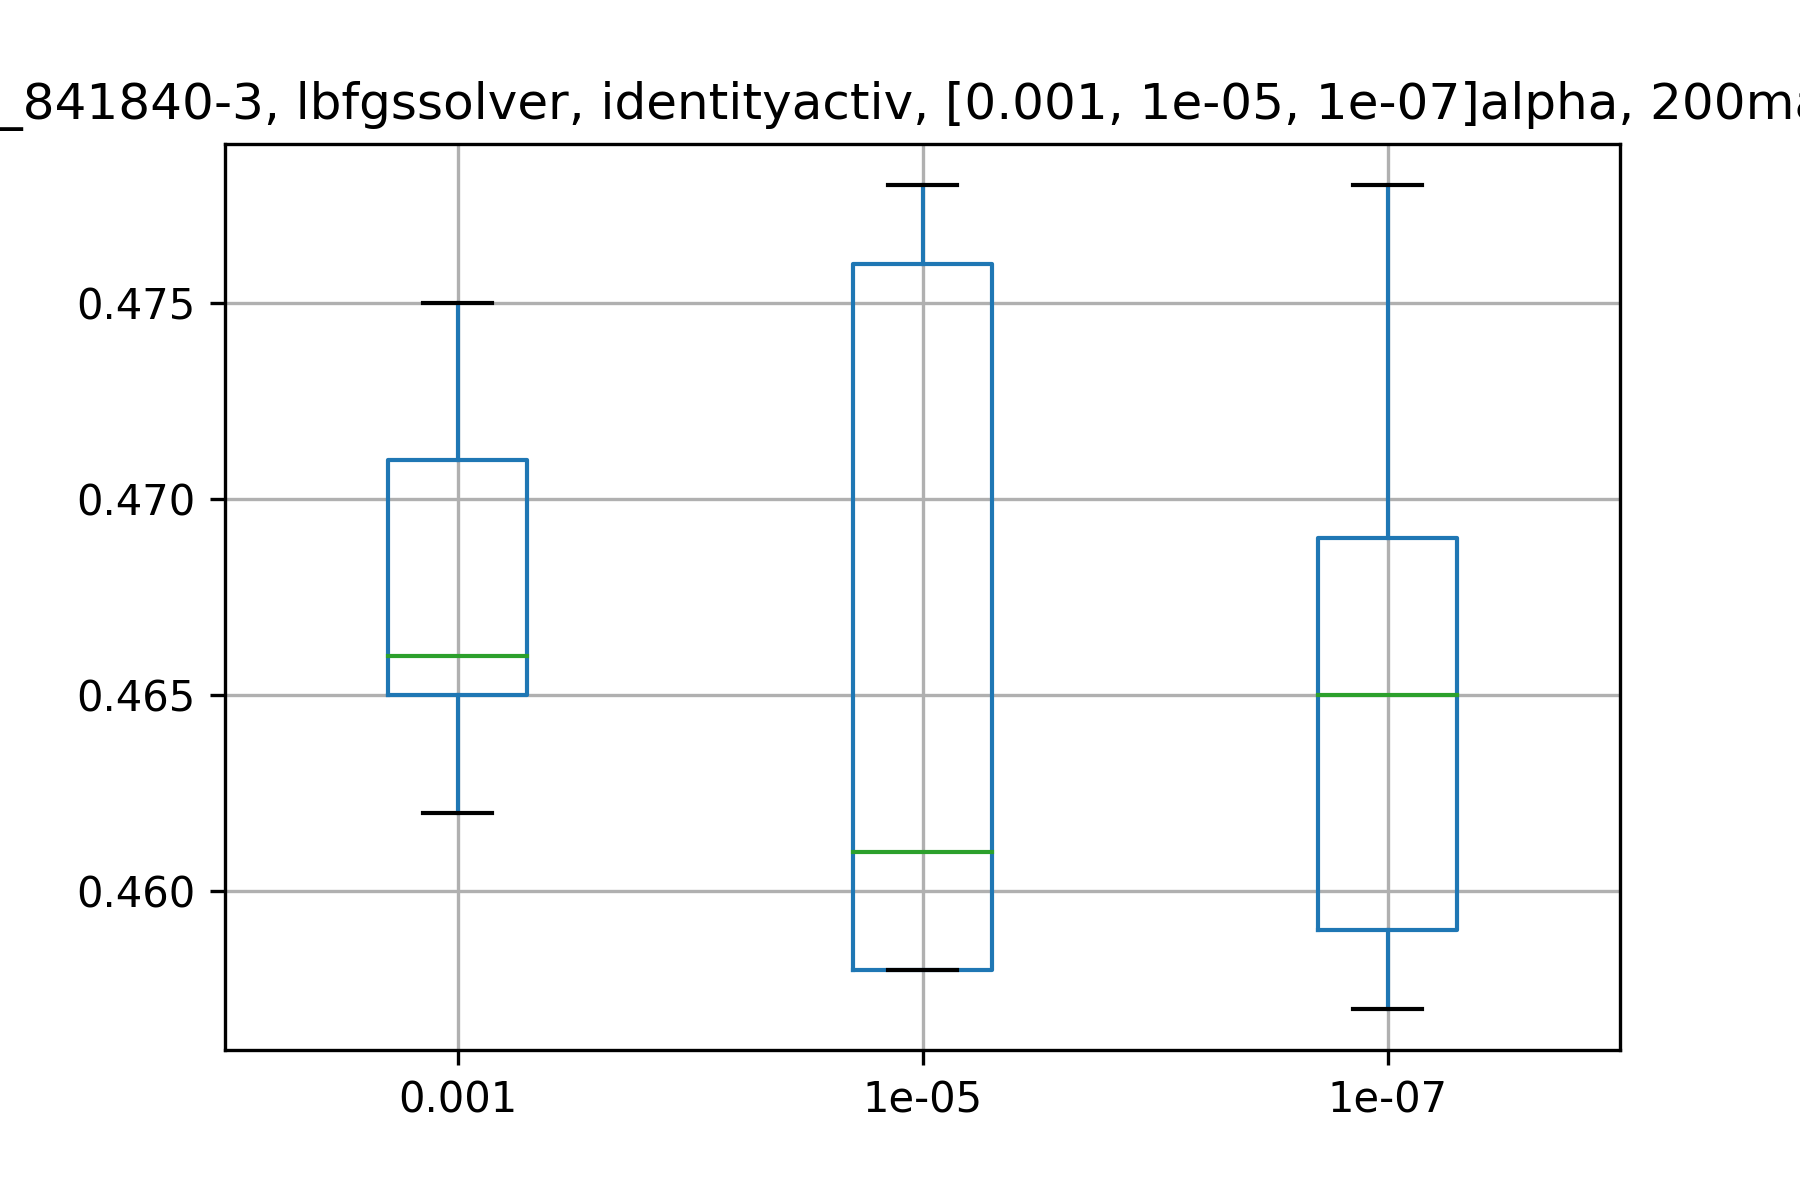 _841840-3, lbfgssolver, identityactiv, [0.001, 1e-05, 1e-07]alpha, 200m
0.475
0.470
0.465
0.460
0.001 1e-05 1e-07